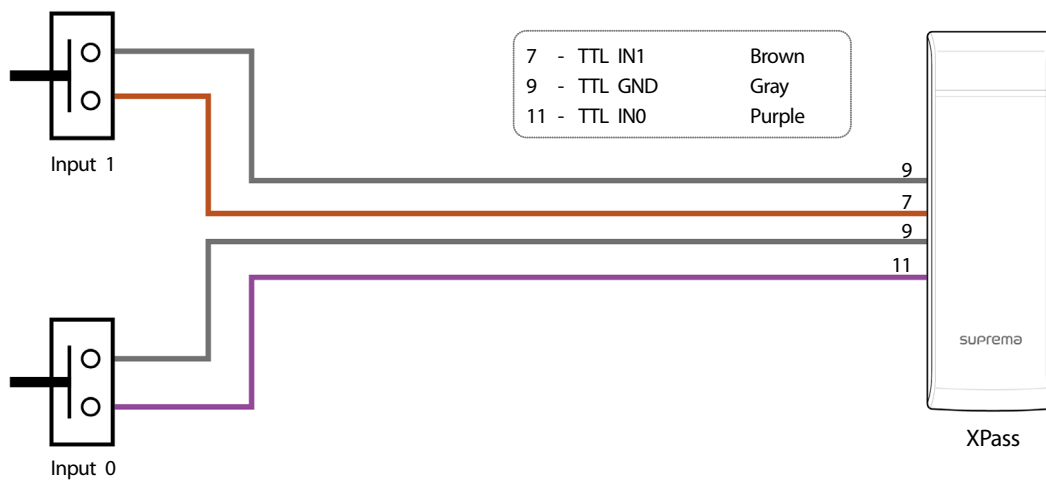 7 - TTL IN1 Brown
9 - TTL GND Gray
11 - TTL IN0 Purple
Input 1
9
7
9
11
suprema
XPass
Input 0